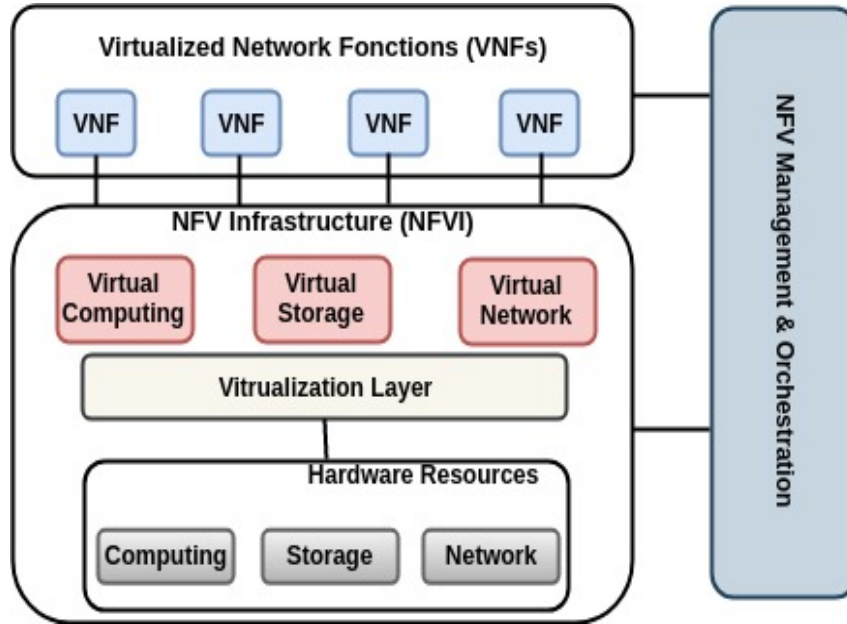 Virtualized Network Fonctions (VNFs)
VNF VNF VNF VNF
NFV Infrastructure (NFVI)
Virtual
Computing
Virtual
Storage
Virtual
Network
Vitrualization Layer
Hardware Resources
Computing Storage Network
NFV Management & Orchestration